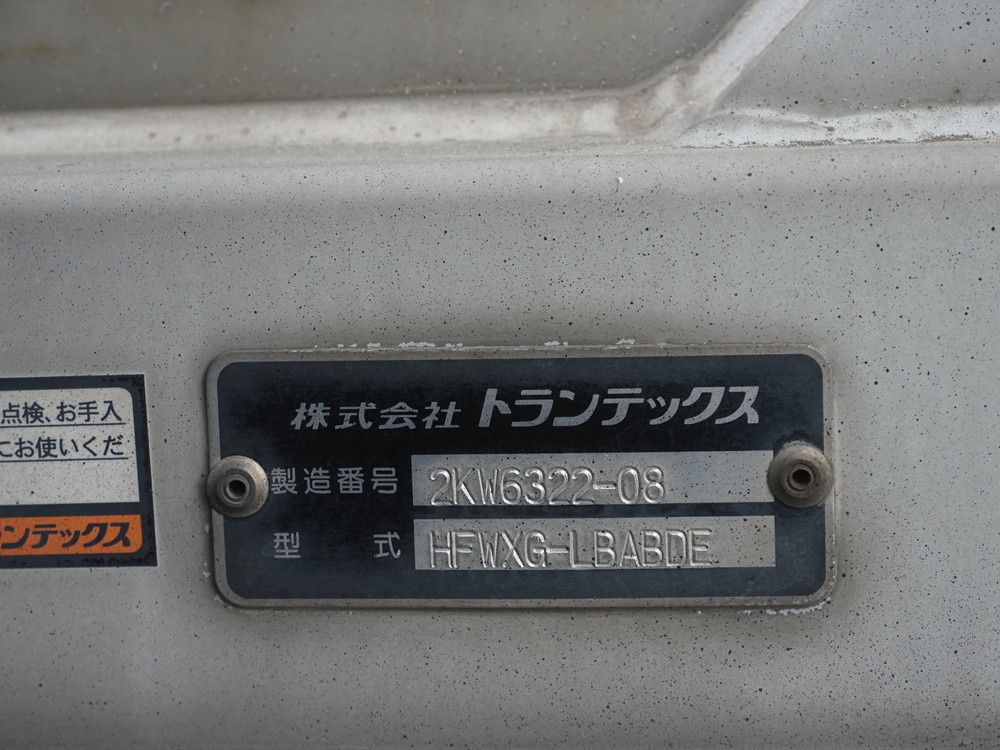 点検、お手入
にお使いくだ
ンテックス
株式会社 トランテックス
製造番号 2KW6322-08
型 式 HFWXG-LBABDE